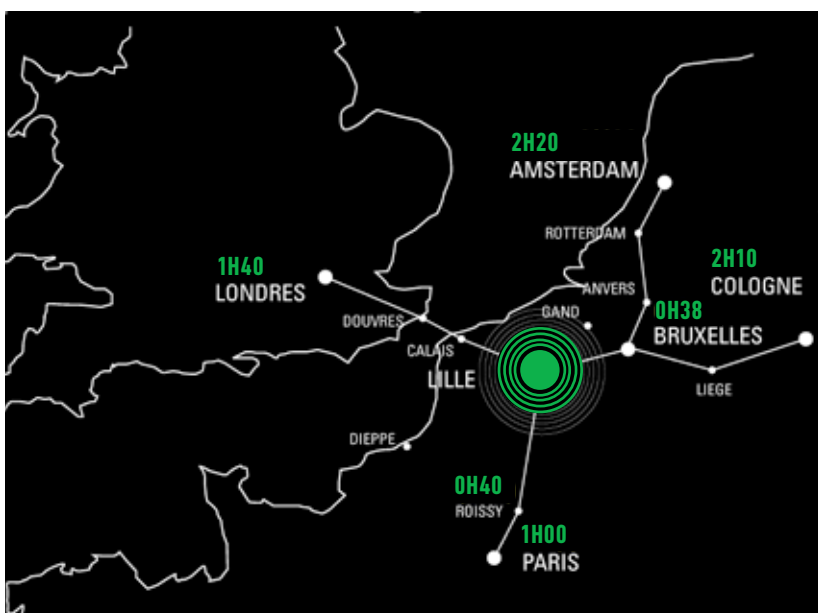 2H20
AMSTERDAM
ROTTERDAM
1H40
LONDRES
2H10
COLOGNE
ANVERS
0H38
BRUXELLES
GAND
DOUVRES
CALAIS
LILLE
LIEGE
DIEPPE
0H40
ROISSY
1H00
PARIS